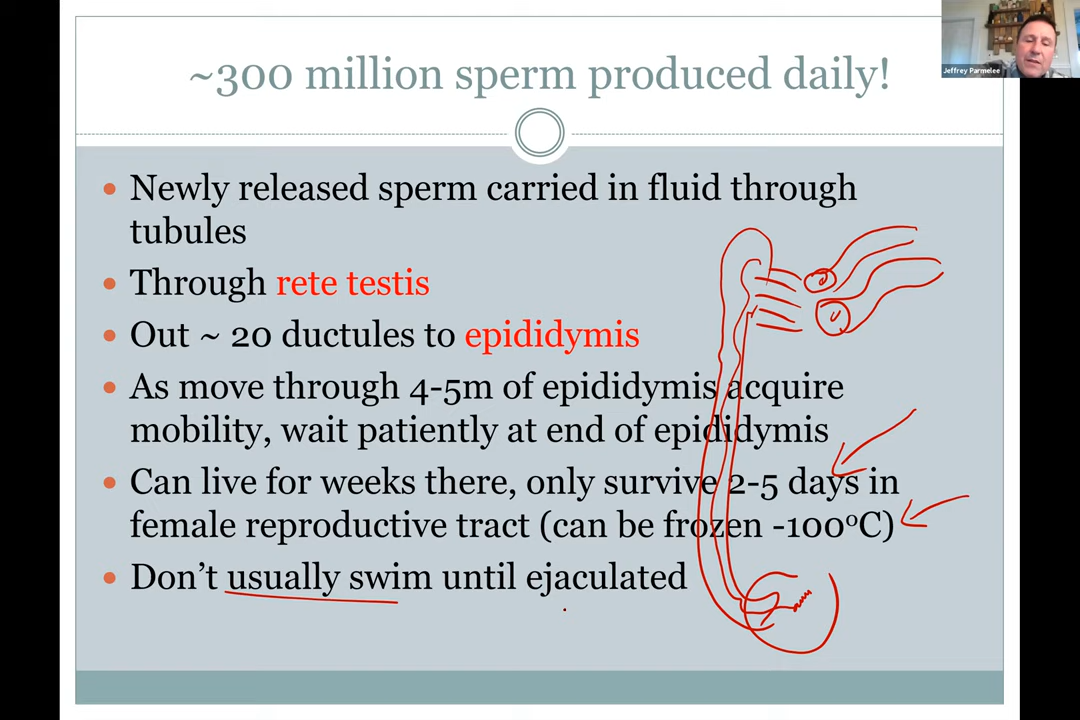 ~300 million sperm produced daily!
Jeffrey Parmelee
• Newly released sperm carried in fluid through
tubules
• Through rete testis
• Out ~ 20 ductules to epididymis
• As move through 4-5m of epididymis acquire
mobility, wait patiently at end of epididymis
• Can live for weeks there, only survive 2-5 days in
female reproductive tract (can be frozen -100⁰C)
• Don’t usually swim until ejaculated